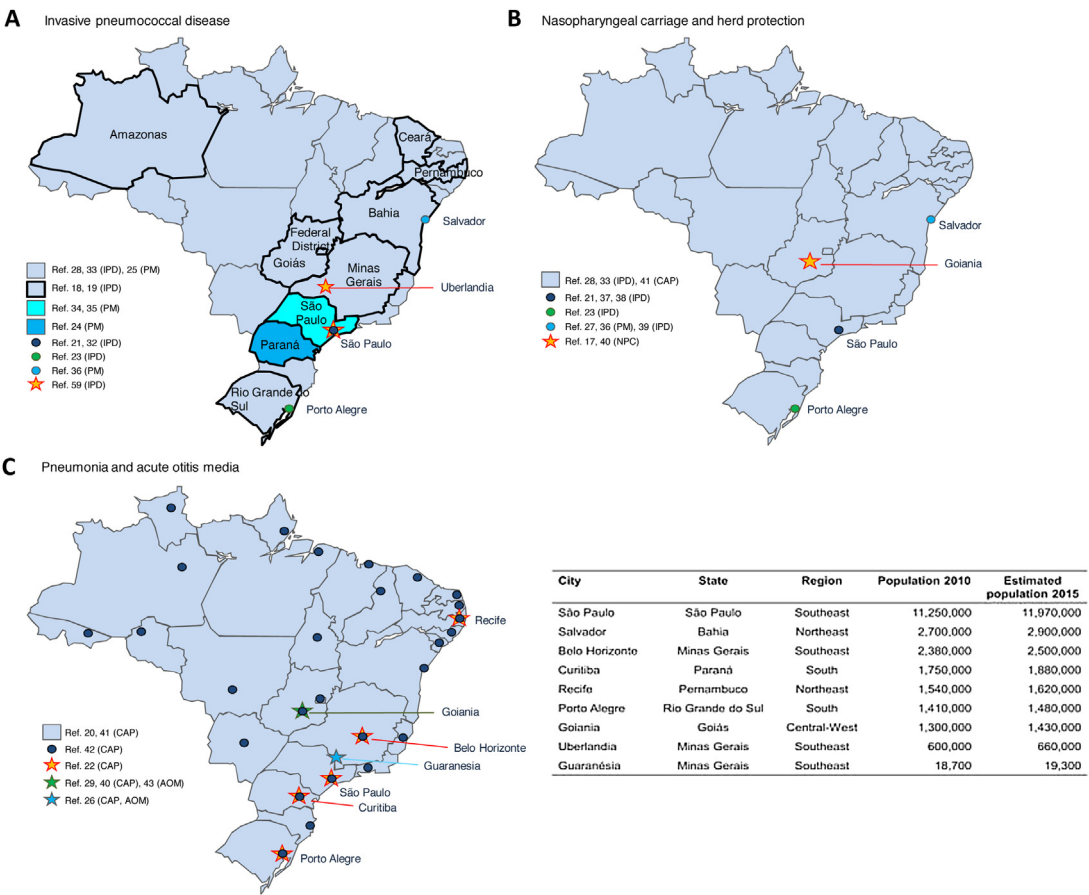 A Invasive pneumococcal disease
Amazonas
Ceará
Pernambuco
Bahia
Salvador
Federal
District
Goiás
Minas
Gerais
Uberlandia
São
Paulo
São Paulo
Paraná
Rio Grande do
Sul
Porto Alegre
Ref. 28, 33 (IPD), 25 (PM)
Ref. 18, 19 (IPD)
Ref. 34, 35 (PM)
Ref. 24 (PM)
Ref. 21, 32 (IPD)
Ref. 23 (IPD)
Ref. 36 (PM)
Ref. 59 (IPD)
B Nasopharyngeal carriage and herd protection
Salvador
Goiania
São Paulo
Porto Alegre
Ref. 28, 33 (IPD), 41 (CAP)
Ref. 21, 37, 38 (IPD)
Ref. 23 (IPD)
Ref. 27, 36 (PM), 39 (IPD)
Ref. 17, 40 (NPC)
C Pneumonia and acute otitis media
Recife
Goiania
Belo Horizonte
Guaranesia
São Paulo
Curitiba
Porto Alegre
Ref. 20, 41 (CAP)
Ref. 42 (CAP)
Ref. 22 (CAP)
Ref. 29, 40 (CAP), 43 (AOM)
Ref. 26 (CAP, AOM)
City State Region Population 2010 Estimated
population 2015
São Paulo São Paulo Southeast 11,250,000 11,970,000
Salvador Bahia Northeast 2,700,000 2,900,000
Belo Horizonte Minas Gerais Southeast 2,380,000 2,500,000
Curitiba Paraná South 1,750,000 1,880,000
Recife Pernambuco Northeast 1,540,000 1,620,000
Porto Alegre Rio Grande do Sul South 1,410,000 1,480,000
Goiania Goiás Central-West 1,300,000 1,430,000
Uberlandia Minas Gerais Southeast 600,000 660,000
Guaranésia Minas Gerais Southeast 18,700 19,300